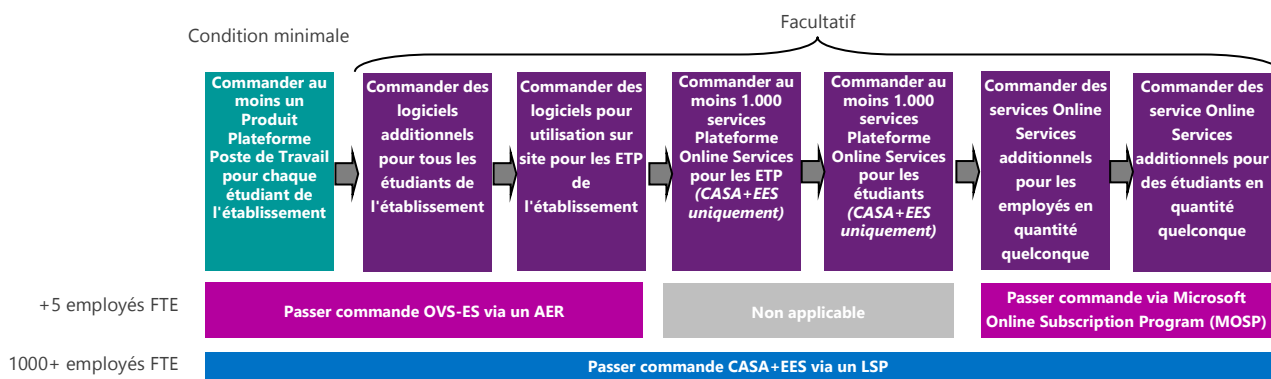 Facultatif
Condition minimale
Commander au
moins un
Produit
Plateforme
Poste de Travail
pour chaque
étudiant de
l'établissement
Commander des
logiciels
additionnels
pour tous les
étudiants de
l'établissement
Commander des
logiciels pour
utilisation sur
site pour les ETP
de
l'établissement
Commander au
moins 1.000
services
Plateforme
Online Services
pour les ETP
(CASA+EES
uniquement)
Commander au
moins 1.000
services
Plateforme
Online Services
pour les
étudiants
(CASA+EES
uniquement)
Commander des
services Online
Services
additionnels
pour les
employés en
quantité
quelconque
Commander des
service Online
Services
additionnels pour
des étudiants en
quantité
quelconque
+5 employés FTE
Passer commande OVS-ES via un AER
Non applicable
Passer commande via Microsoft
Online Subscription Program (MOSP)
1000+ employés FTE
Passer commande CASA+EES via un LSP